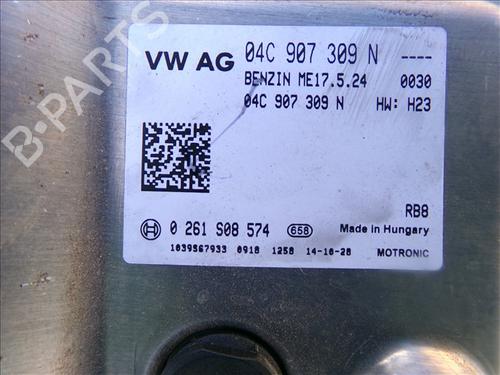 VW AG 04C 907 309 N ----
BENZIN ME17.5.24 0030
04C 907 309 N HW: H23
RB8
0 261 S08 574 658 Made in Hungary
1039S67933 0918 1258 14-10-28 MOTRONIC
B-PARTS